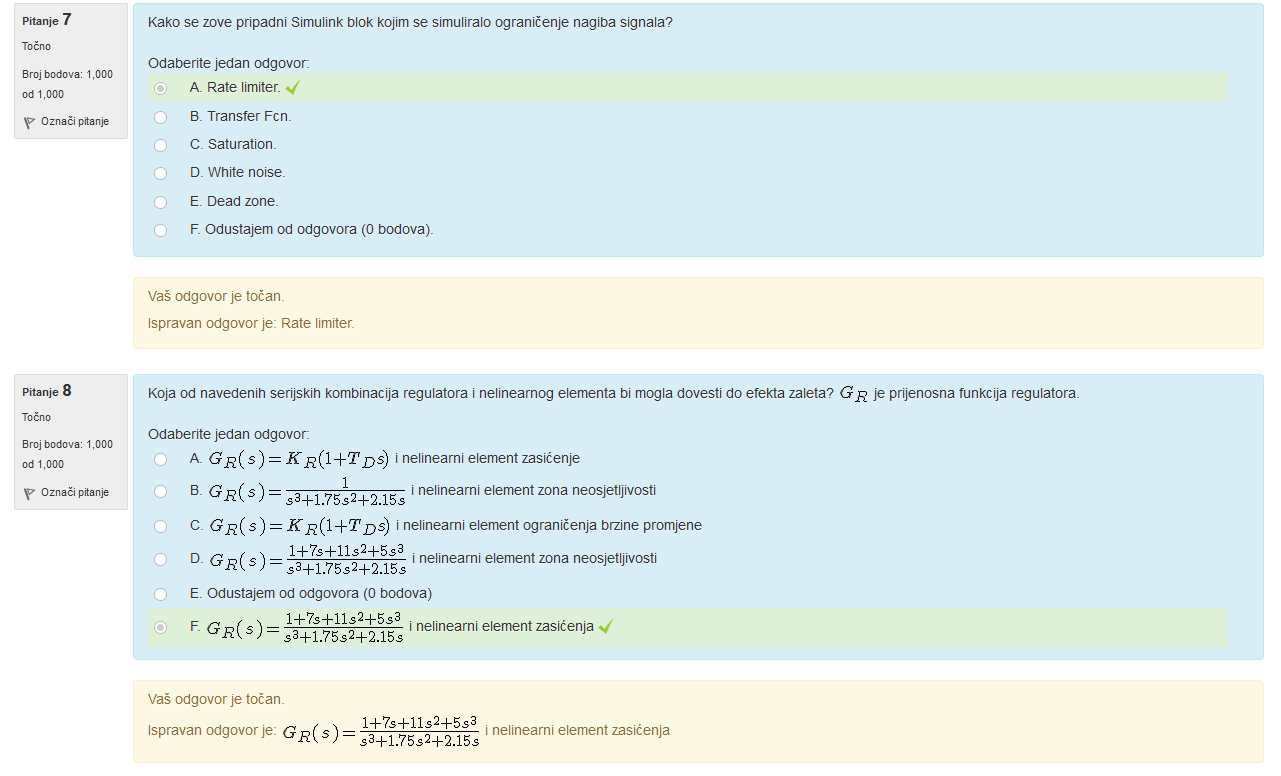 Pitanje 7
Točno
Broj bodova: 1,000
od 1,000
Označi pitanje
Kako se zove pripadni Simulink blok kojim se simuliralo ograničenje nagiba signala?
Odaberite jedan odgovor:
A. Rate limiter.
B. Transfer Fcn.
C. Saturation.
D. White noise.
E. Dead zone.
F. Odustajem od odgovora (0 bodova).
Vaš odgovor je točan.
Ispravan odgovor je: Rate limiter.
Pitanje 8
Točno
Broj bodova: 1,000
od 1,000
Označi pitanje
Koja od navedenih serijskih kombinacija regulatora i nelinearnog elementa bi mogla dovesti do efekta zaleta? $G_R$ je prijenosna funkcija regulatora.
Odaberite jedan odgovor:
A. $G_R(s)=K_R(1+T_Ds)$ i nelinearni element zasićenje
B. $G_R(s)=\frac{1}{s^3+1.75s^2+2.15s}$ i nelinearni element zona neosjetljivosti
C. $G_R(s)=K_R(1+T_Ds)$ i nelinearni element ograničenja brzine promjene
D. $G_R(s)=\frac{1+7s+11s^2+5s^3}{s^3+1.75s^2+2.15s}$ i nelinearni element zona neosjetljivosti
E. Odustajem od odgovora (0 bodova)
F. $G_R(s)=\frac{1+7s+11s^2+5s^3}{s^3+1.75s^2+2.15s}$ i nelinearni element zasićenja
Vaš odgovor je točan.
Ispravan odgovor je: $G_R(s)=\frac{1+7s+11s^2+5s^3}{s^3+1.75s^2+2.15s}$ i nelinearni element zasićenja